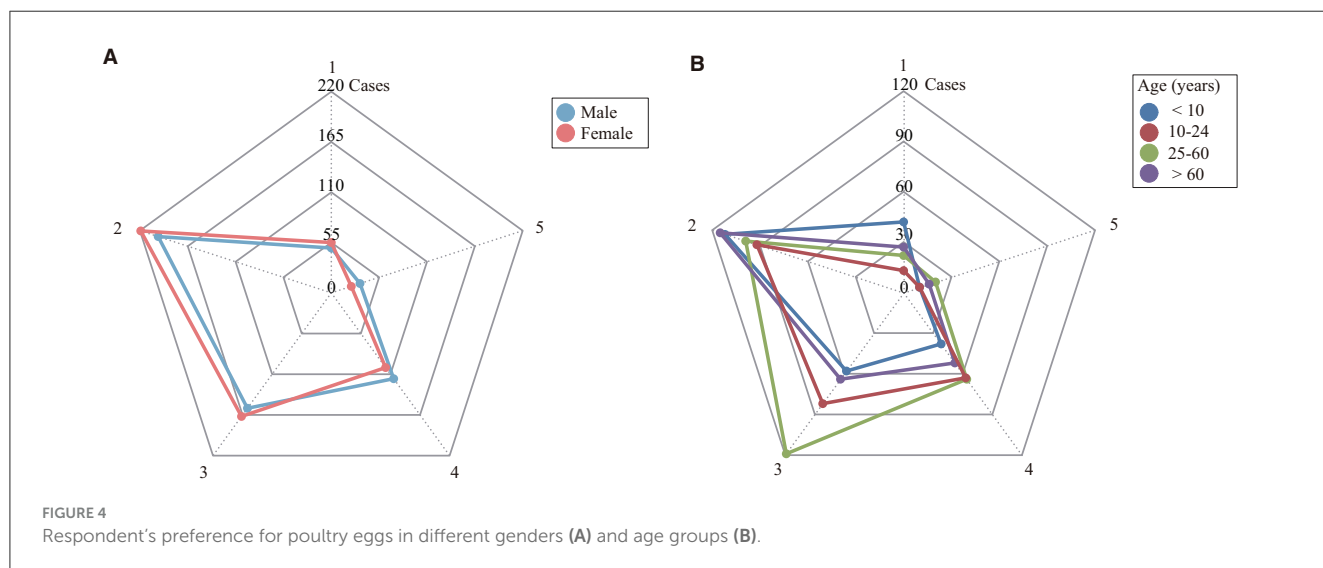 A
1
220 Cases
165
110
55
0
2
3
4
5
Male
Female
B
1
120 Cases
90
60
30
0
2
3
4
5
Age (years)
< 10
10-24
25-60
> 60
FIGURE 4
Respondent's preference for poultry eggs in different genders (A) and age groups (B).